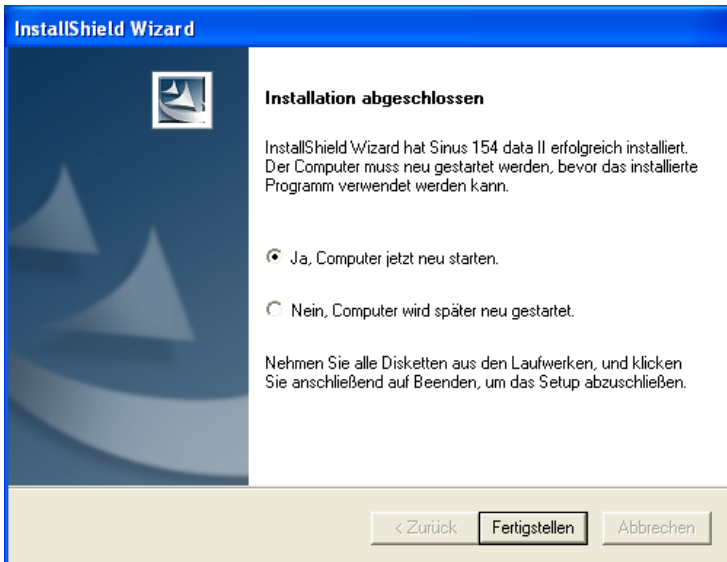 InstallShield Wizard
Installation abgeschlossen
InstallShield Wizard hat Sinus 154 data II erfolgreich installiert.
Der Computer muss neu gestartet werden, bevor das installierte
Programm verwendet werden kann.
Ja, Computer jetzt neu starten.
Nein, Computer wird später neu gestartet.
Nehmen Sie alle Disketten aus den Laufwerken, und klicken
Sie anschließend auf Beenden, um das Setup abzuschließen.
< Zurück Fertigstellen Abbrechen